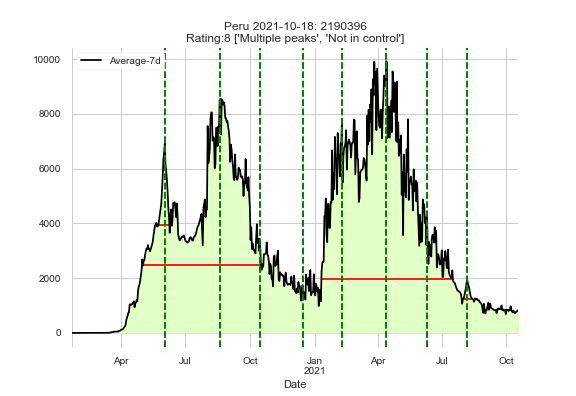 Peru 2021-10-18: 2190396
Rating:8 ['Multiple peaks', 'Not in control']
Average-7d
10000
8000
6000
4000
2000
0
Apr
Jul
Oct
Jan
2021
Apr
Jul
Oct
Date